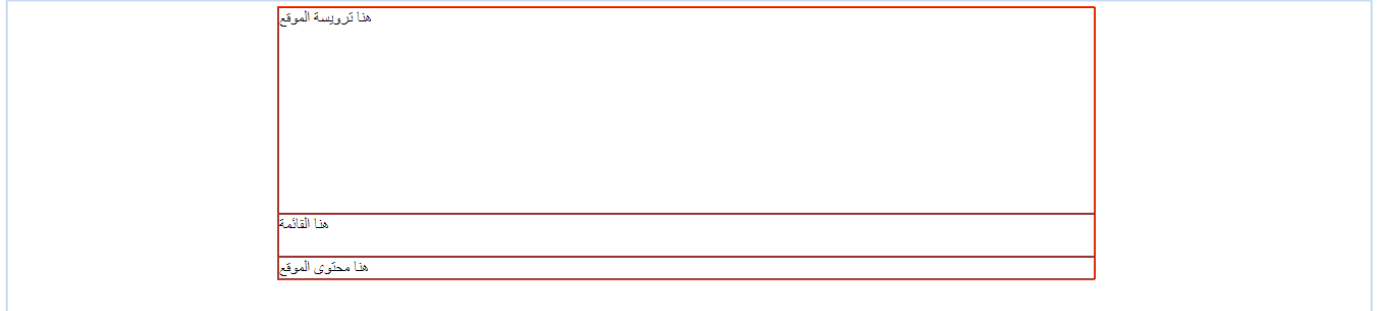 هنا ترويسة الموقع
هنا القائمة
هنا محتوى الموقع